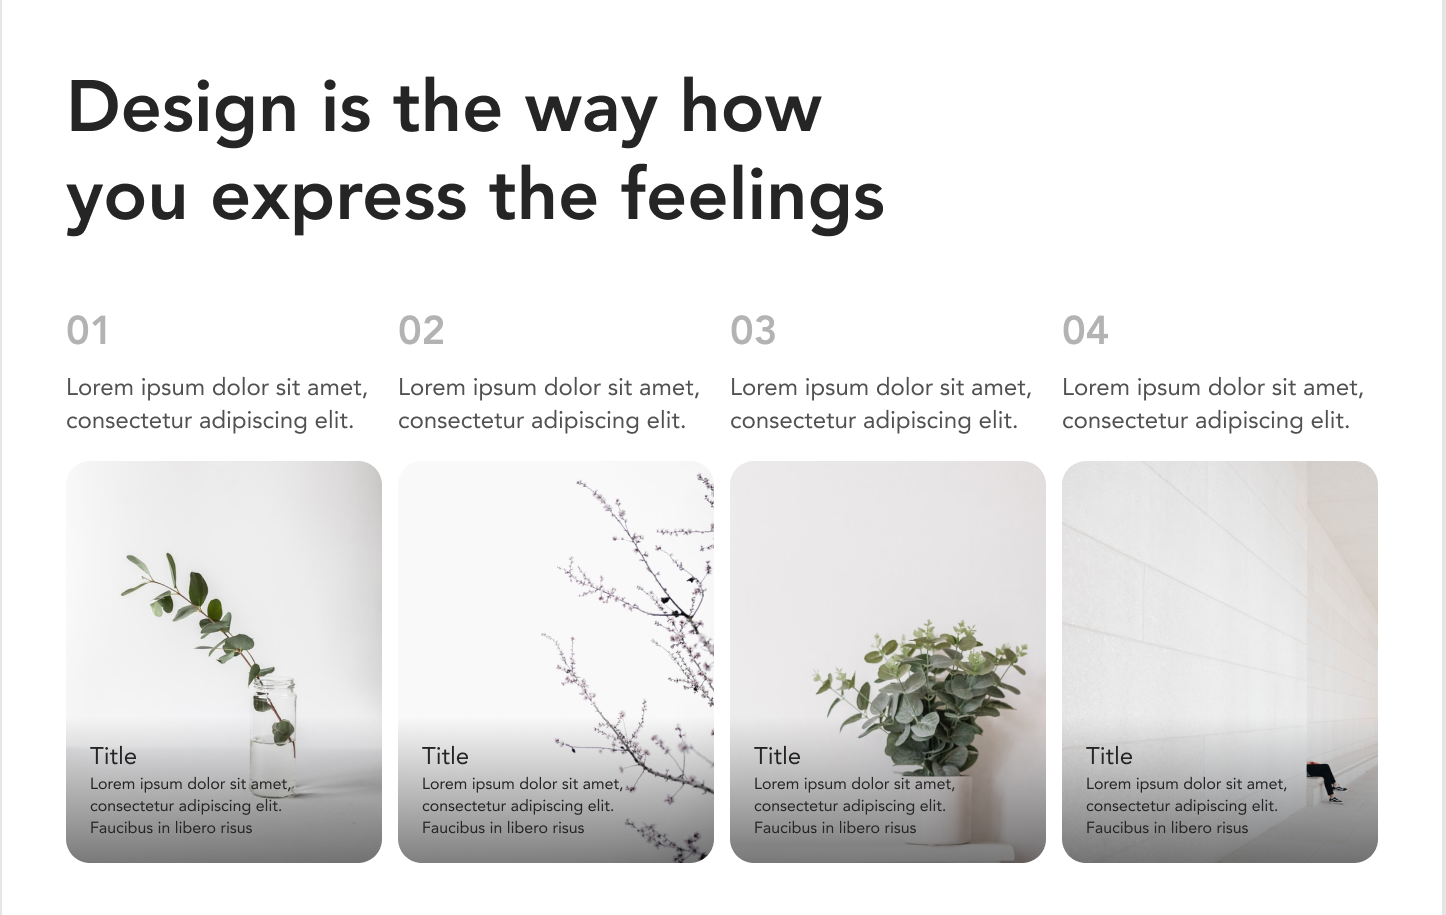 Design is the way how
you express the feelings
01
Lorem ipsum dolor sit amet,
consectetur adipiscing elit.
02
Lorem ipsum dolor sit amet,
consectetur adipiscing elit.
03
Lorem ipsum dolor sit amet,
consectetur adipiscing elit.
04
Lorem ipsum dolor sit amet,
consectetur adipiscing elit.
Title
Lorem ipsum dolor sit amet,
consectetur adipiscing elit.
Faucibus in libero risus
Title
Lorem ipsum dolor sit amet,
consectetur adipiscing elit.
Faucibus in libero risus
Title
Lorem ipsum dolor sit amet,
consectetur adipiscing elit.
Faucibus in libero risus
Title
Lorem ipsum dolor sit amet,
consectetur adipiscing elit.
Faucibus in libero risus